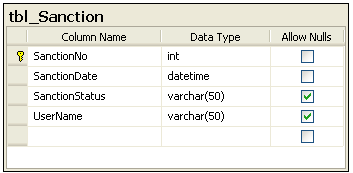 tbl_Sanction
Column Name Data Type Allow Nulls
SanctionNo int
SanctionDate datetime
SanctionStatus varchar(50)
UserName varchar(50)